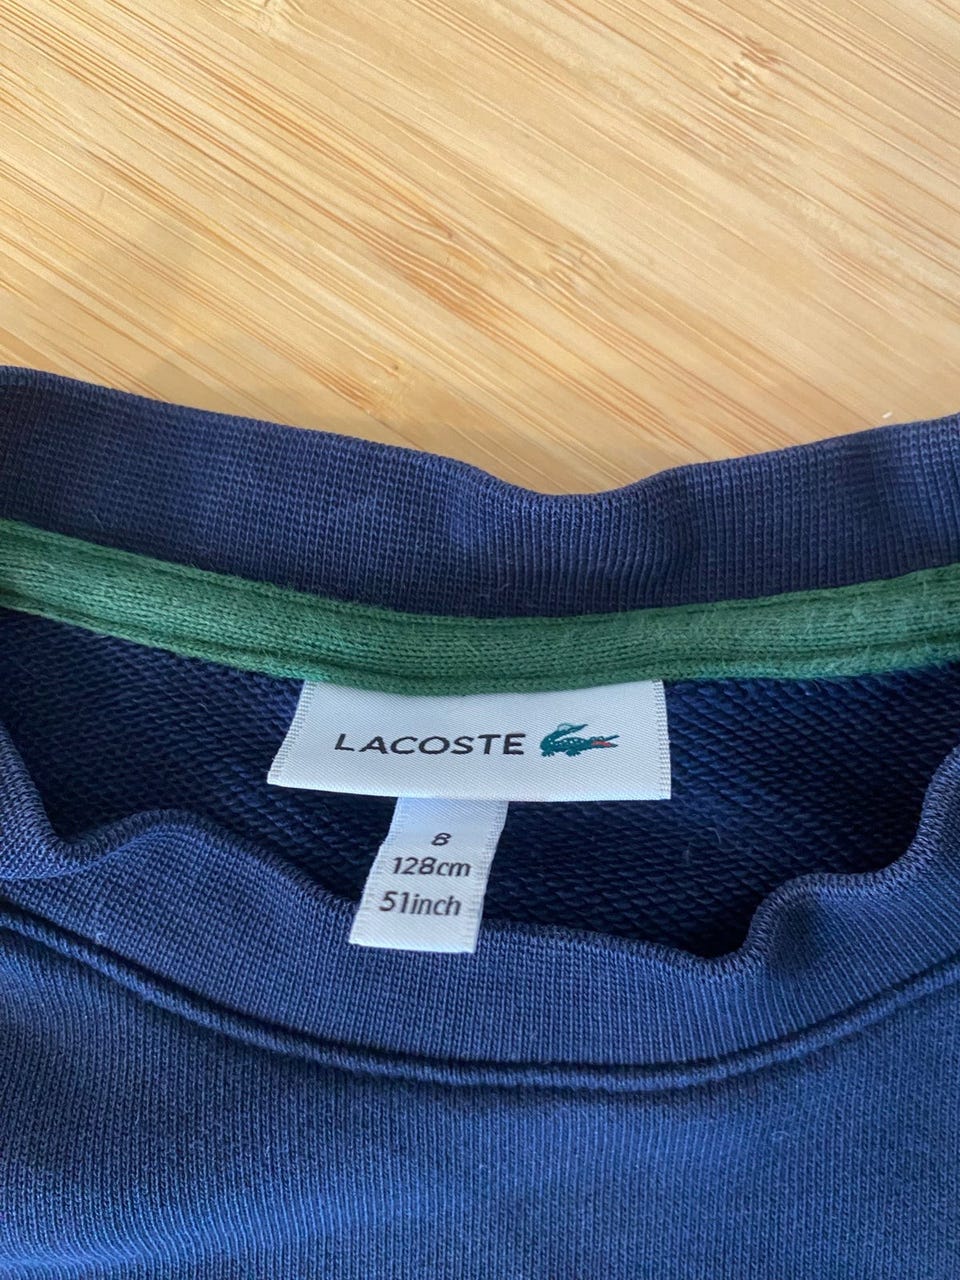 LACOSTE
8
128cm
51inch